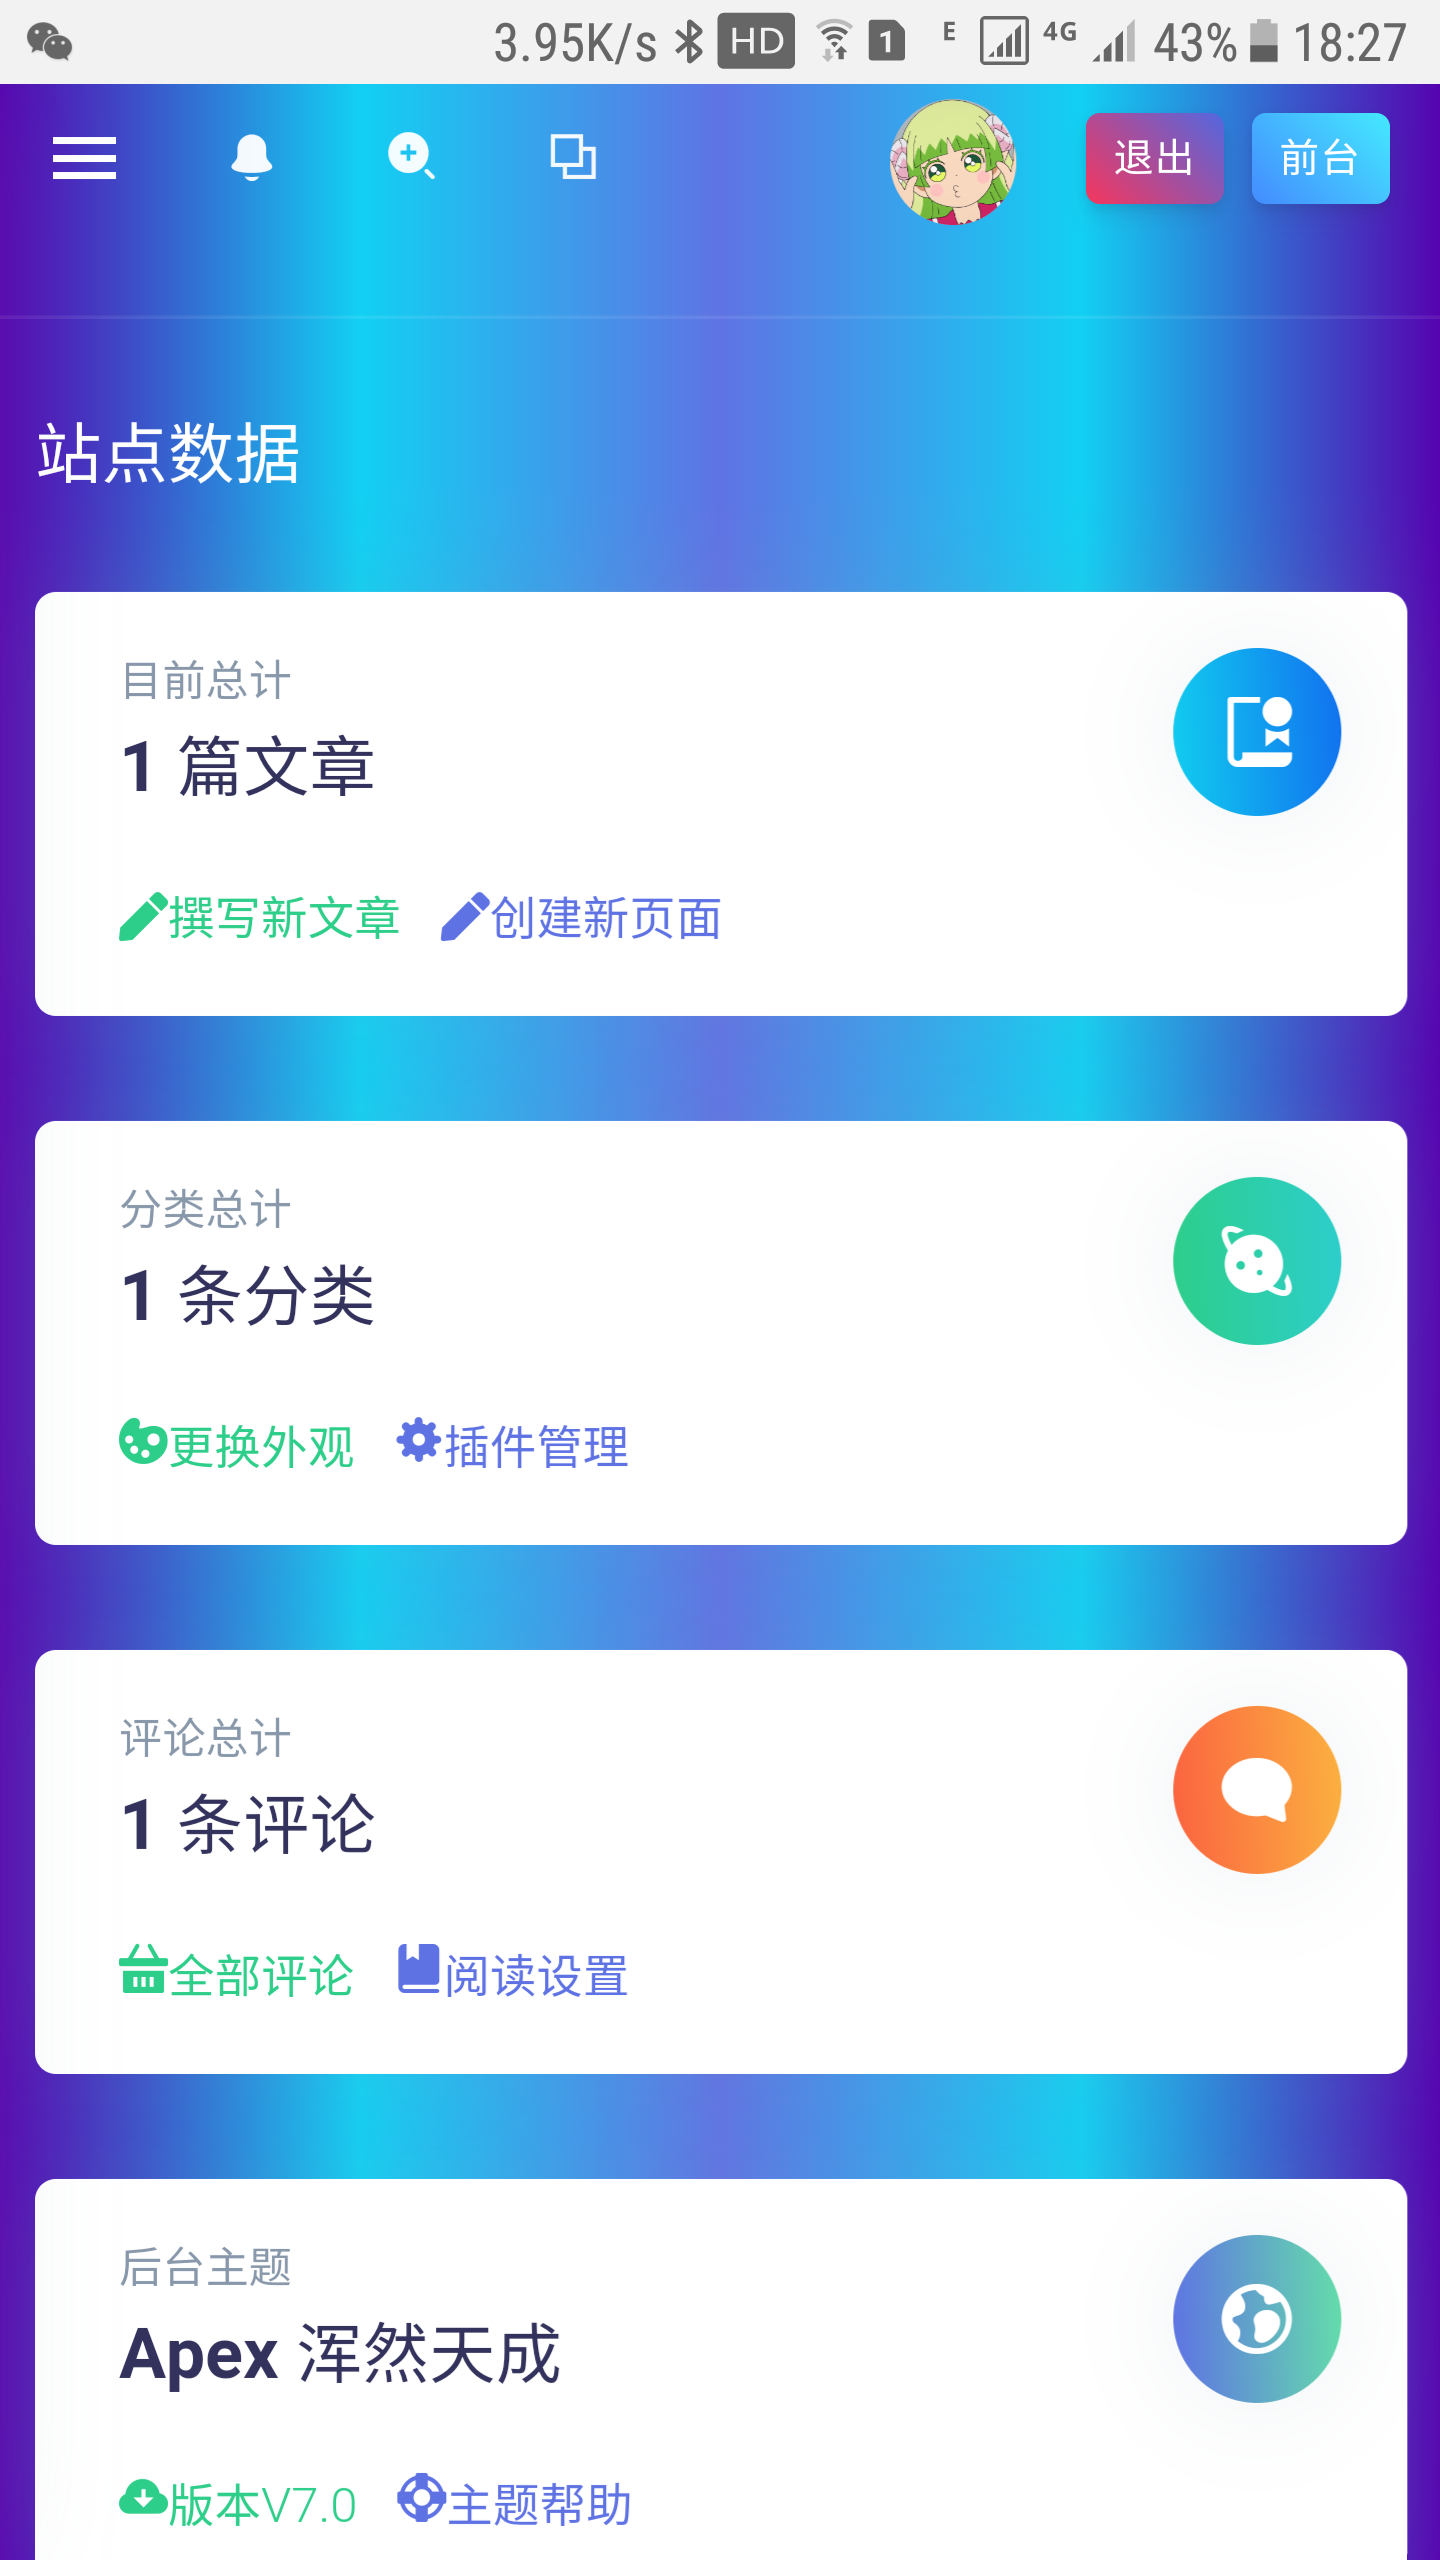 3.95K/s HD 1 E 4G 43% 18:27
退出 前台
站点数据
目前总计
1 篇文章
撰写新文章 创建新页面
分类总计
1 条分类
更换外观 插件管理
评论总计
1 条评论
全部评论 阅读设置
后台主题
Apex 浑然天成
版本V7.0 主题帮助